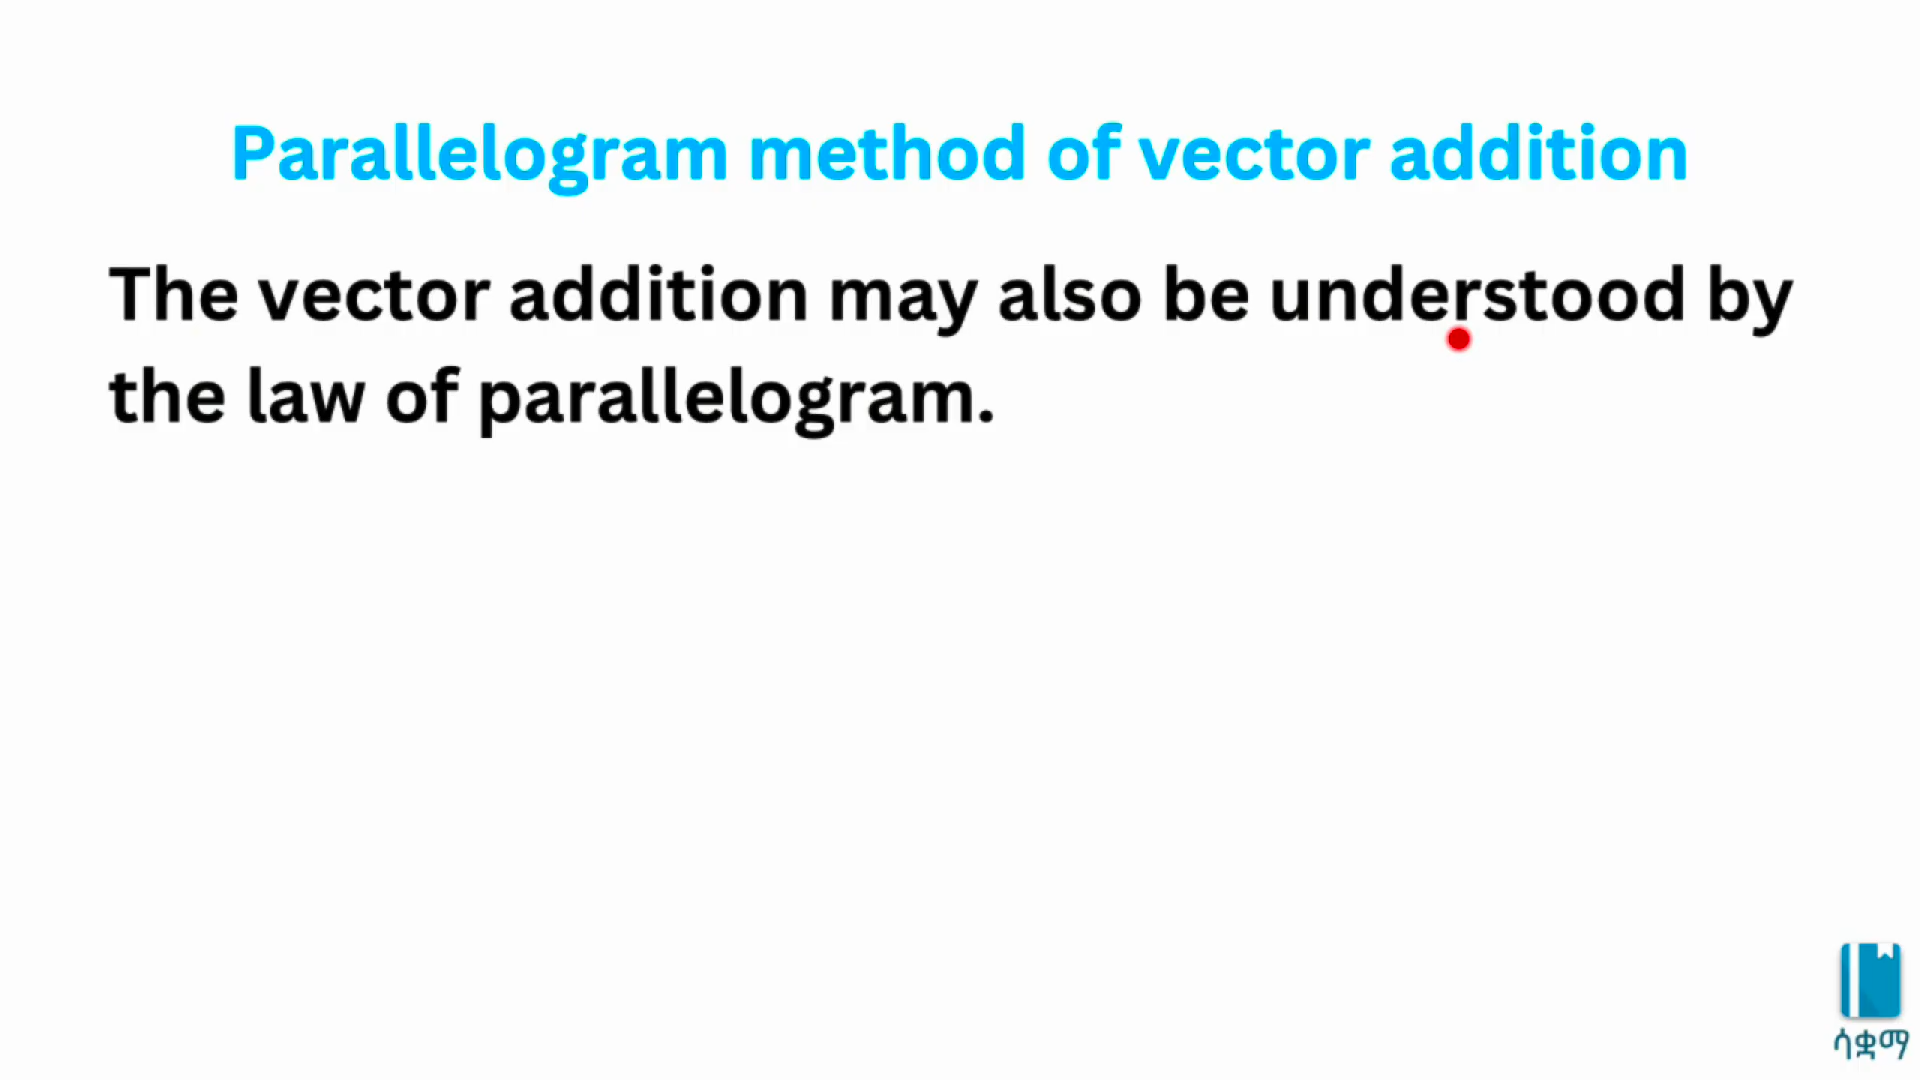 Parallelogram method of vector addition
The vector addition may also be understood by
the law of parallelogram.
ሳቋማ